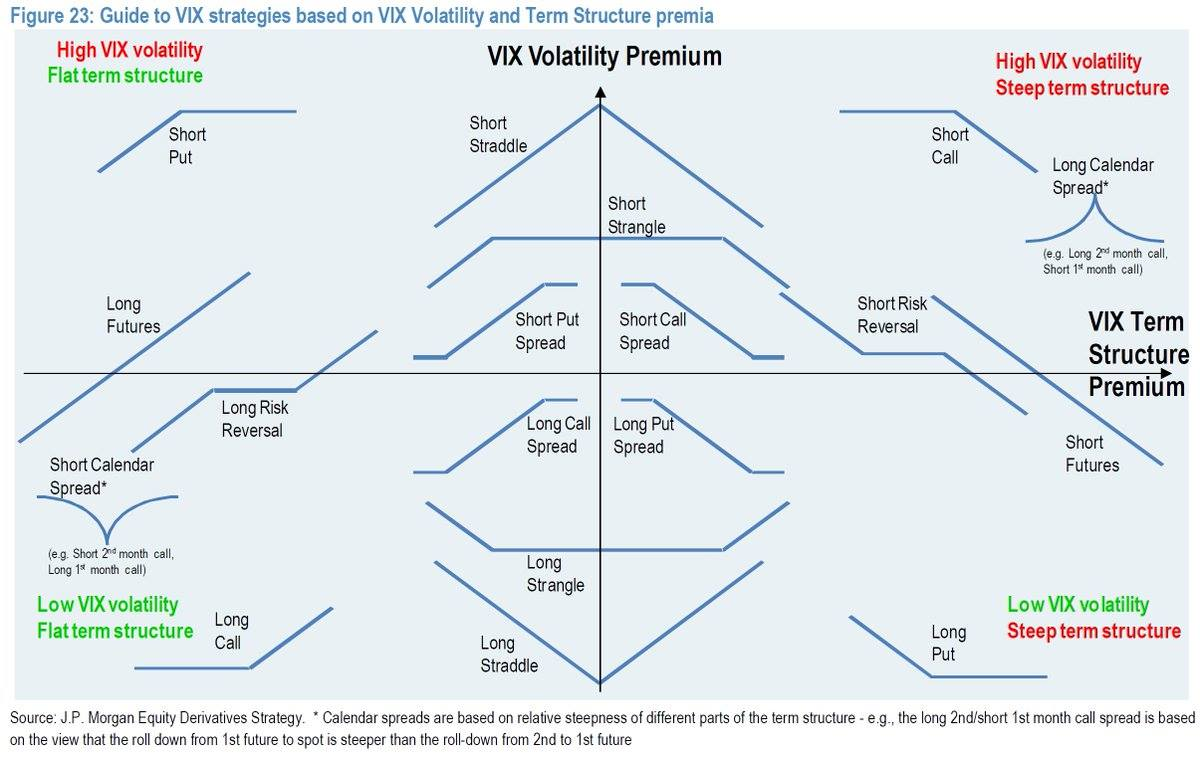 Figure 23: Guide to VIX strategies based on VIX Volatility and Term Structure premia
High VIX volatility
Flat term structure
VIX Volatility Premium
High VIX volatility
Steep term structure
Short
Put
Short
Straddle
Short
Call
Long Calendar
Spread*
Short
Strangle
(e.g. Long 2nd month call,
Short 1st month call)
Long
Futures
Short Put
Spread
Short Call
Spread
Short Risk
Reversal
VIX Term
Structure
Premium
Long Risk
Reversal
Long Call
Spread
Long Put
Spread
Short
Futures
Short Calendar
Spread*
(e.g. Short 2nd month call,
Long 1st month call)
Long
Strangle
Low VIX volatility
Flat term structure
Long
Call
Long
Straddle
Long
Put
Low VIX volatility
Steep term structure
Source: J.P. Morgan Equity Derivatives Strategy.  * Calendar spreads are based on relative steepness of different parts of the term structure - e.g., the long 2nd/short 1st month call spread is based
on the view that the roll down from 1st future to spot is steeper than the roll-down from 2nd to 1st future